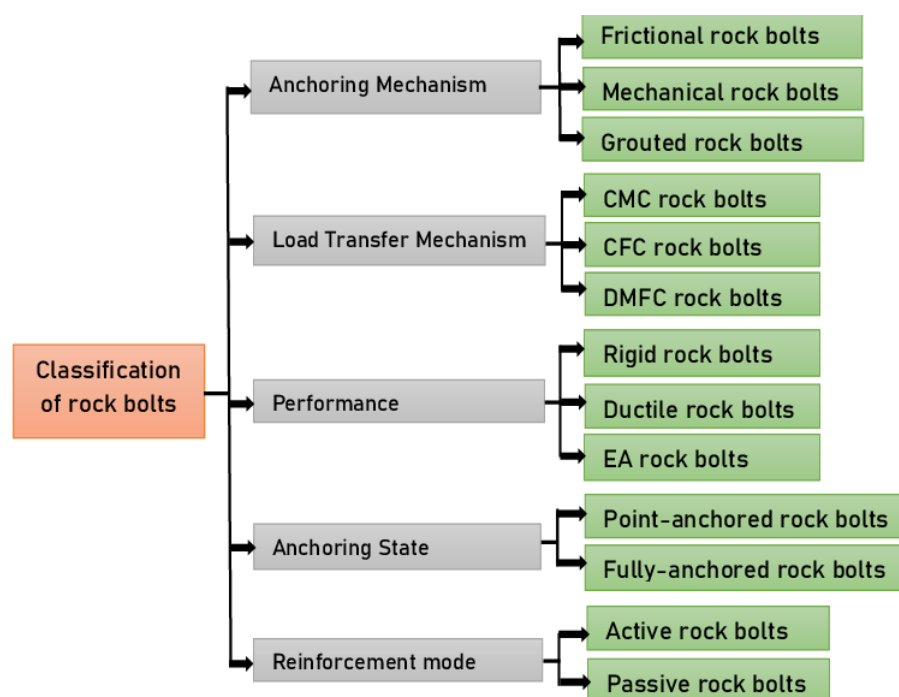 Classification
of rock bolts
Anchoring Mechanism
Frictional rock bolts
Mechanical rock bolts
Grouted rock bolts
Load Transfer Mechanism
CMC rock bolts
CFC rock bolts
DMFC rock bolts
Performance
Rigid rock bolts
Ductile rock bolts
EA rock bolts
Anchoring State
Point-anchored rock bolts
Fully-anchored rock bolts
Reinforcement mode
Active rock bolts
Passive rock bolts